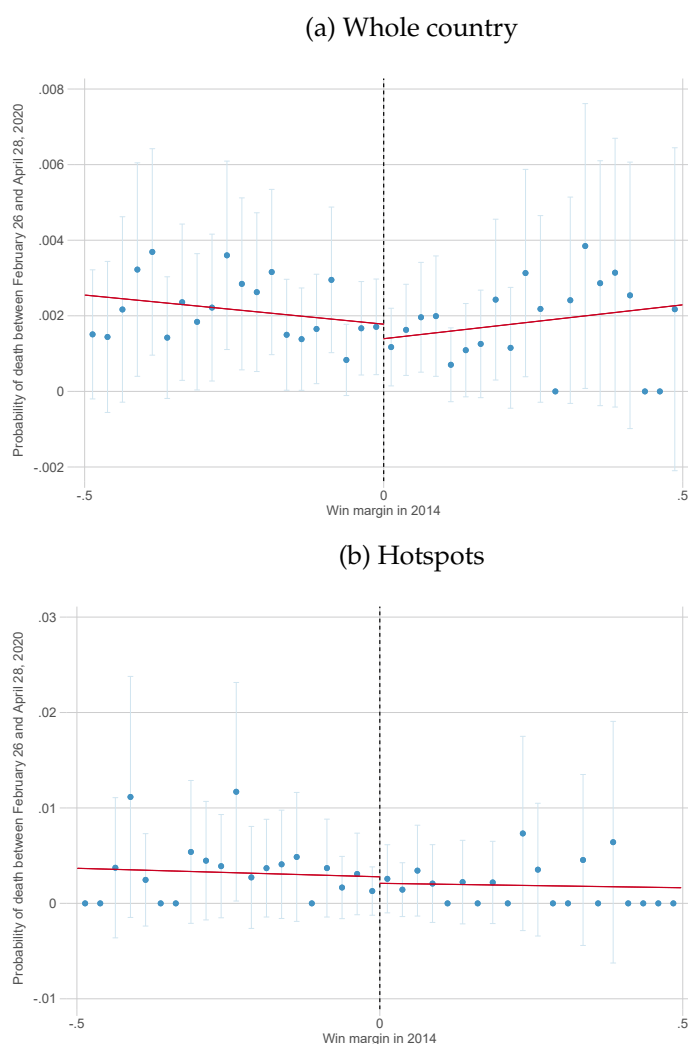 (a) Whole country
Probability of death between February 26 and April 28, 2020
.008
.006
.004
.002
0
-.002
-.5
0
.5
Win margin in 2014
(b) Hotspots
Probability of death between February 26 and April 28, 2020
.03
.02
.01
0
-.01
-.5
0
.5
Win margin in 2014